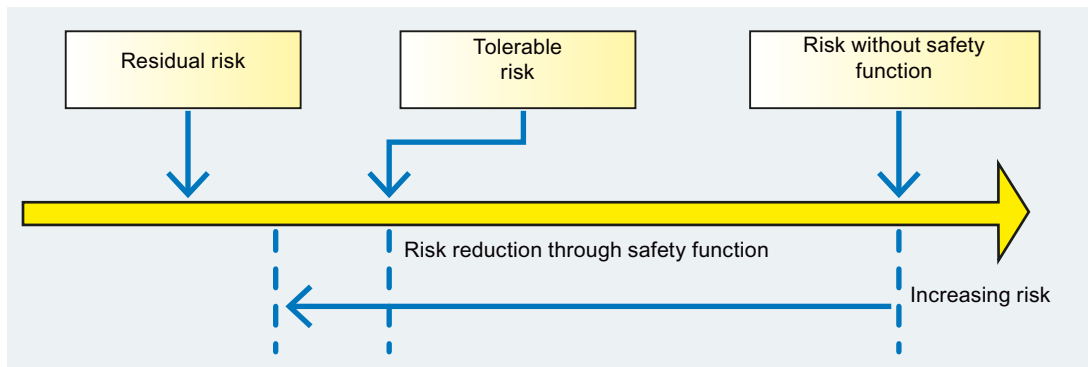 Residual risk
Tolerable
risk
Risk without safety
function
Risk reduction through safety function
Increasing risk